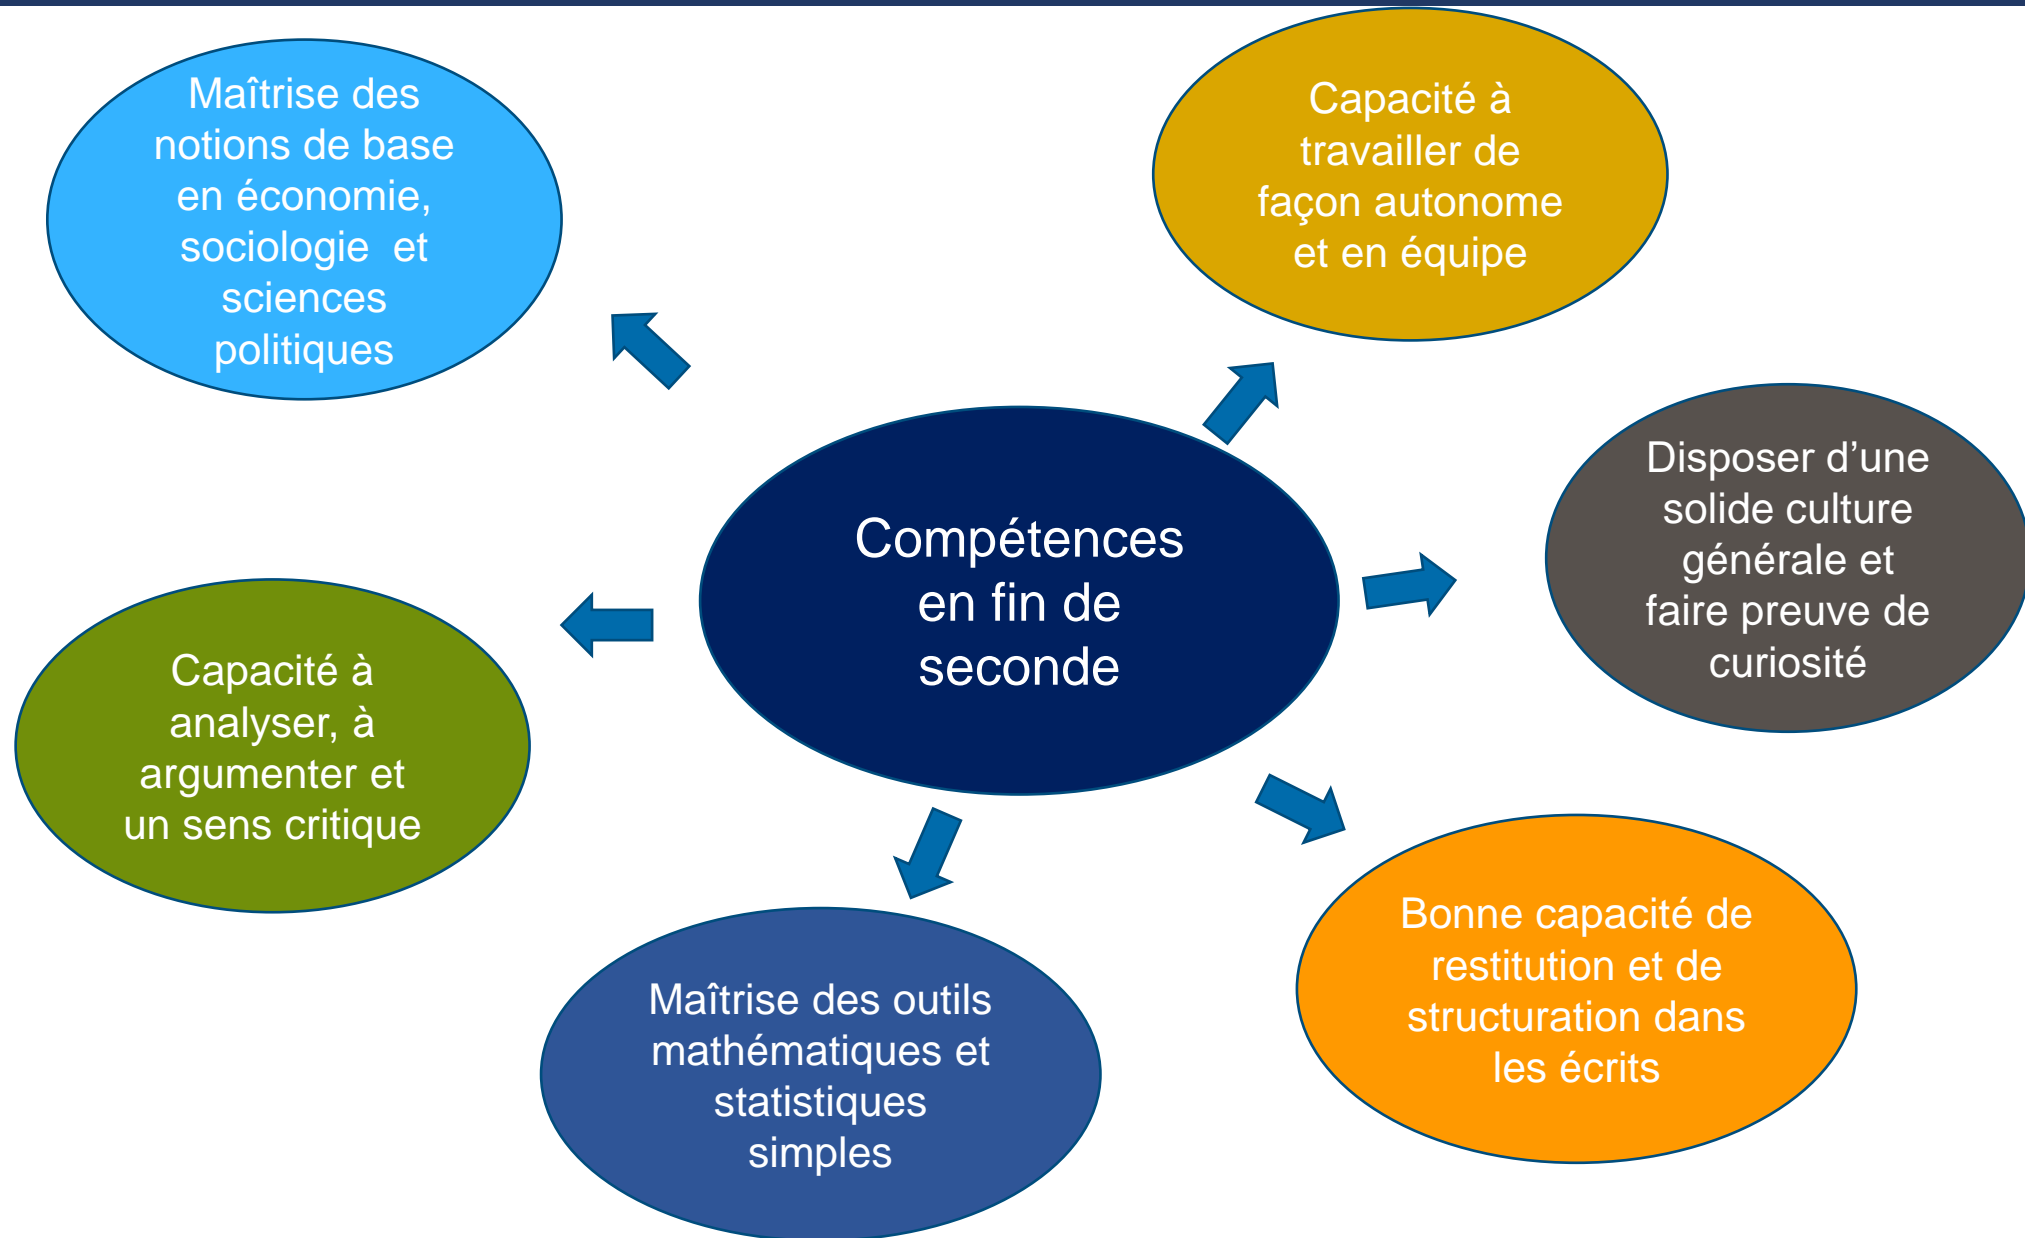 Maîtrise des
notions de base
en économie,
sociologie  et
sciences
politiques
Capacité à
travailler de
façon autonome
et en équipe
Disposer d’une
solide culture
générale et
faire preuve de
curiosité
Compétences
en fin de
seconde
Capacité à
analyser, à
argumenter et
un sens critique
Bonne capacité de
restitution et de
structuration dans
les écrits
Maîtrise des outils
mathématiques et
statistiques
simples